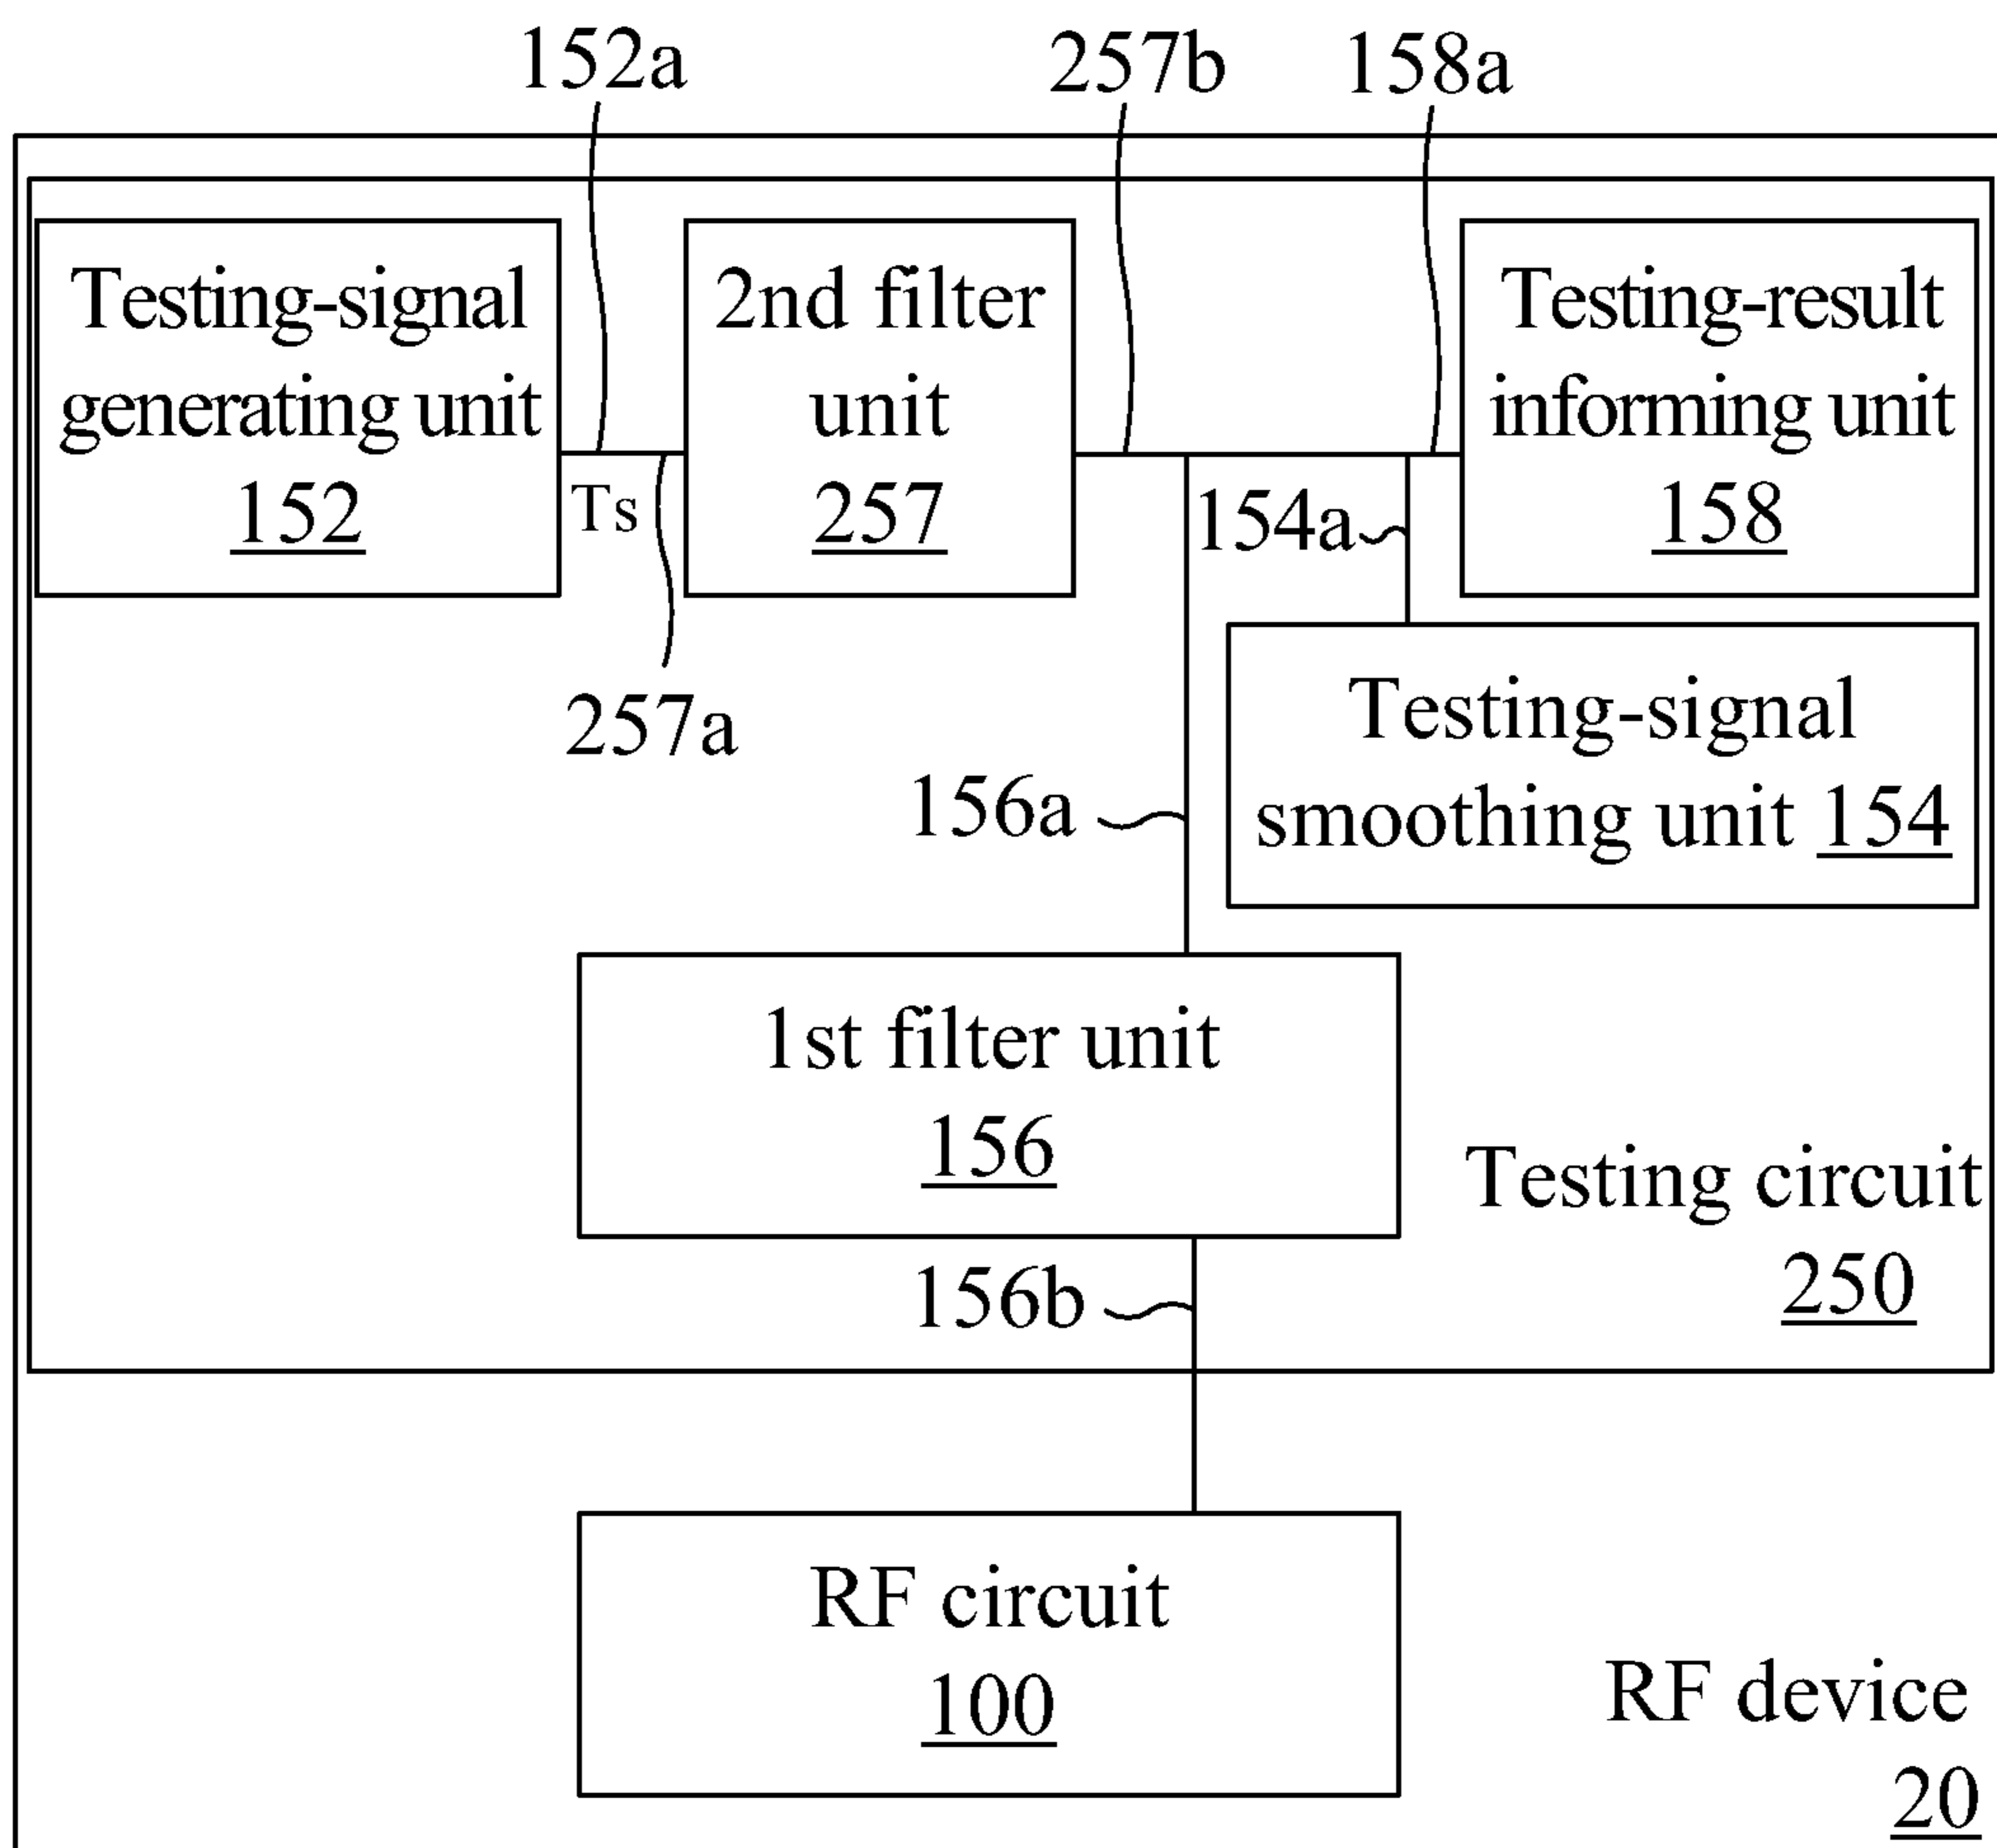 152a
257b
158a
Testing-signal
generating unit
152
Ts
2nd filter
unit
257
Testing-result
informing unit
158
154a
257a
Testing-signal
smoothing unit 154
156a
1st filter unit
156
Testing circuit
250
156b
RF circuit
100
RF device
20